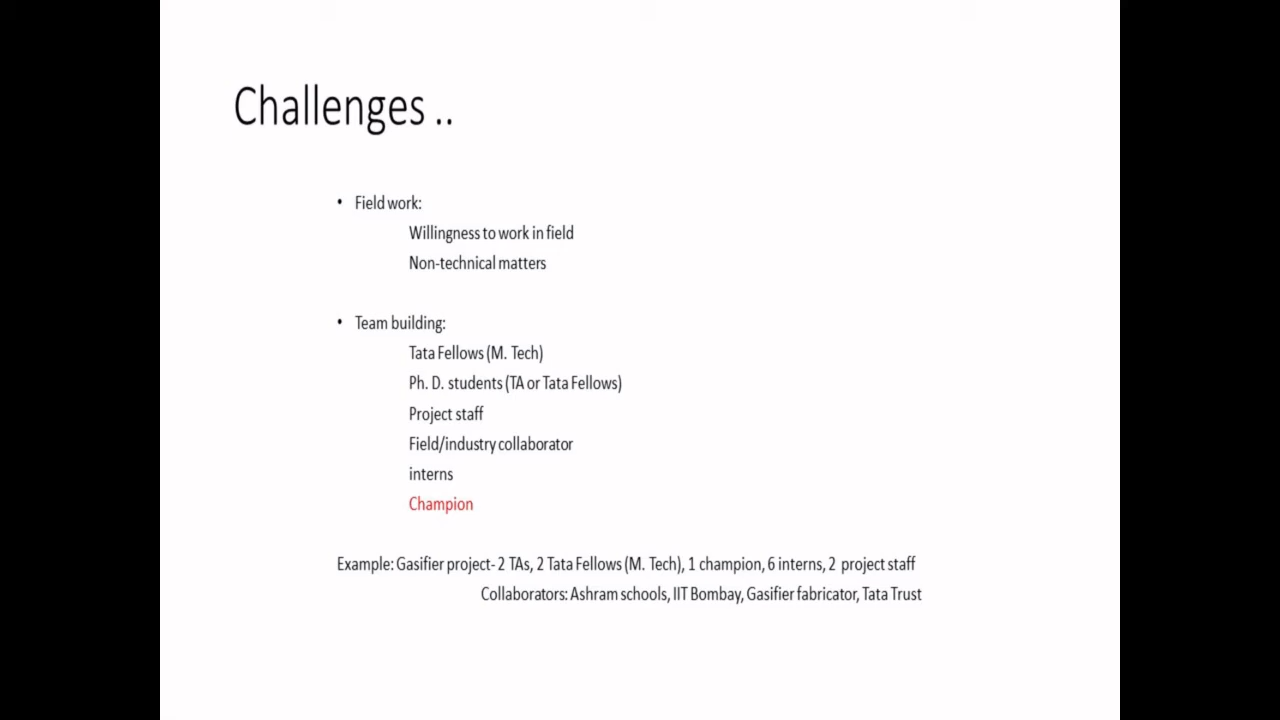 Challenges ..
• Field work:
Willingness to work in field
Non-technical matters
• Team building:
Tata Fellows (M. Tech)
Ph. D. students (TA or Tata Fellows)
Project staff
Field/industry collaborator
interns
Champion
Example: Gasifier project- 2 TAs, 2 Tata Fellows (M. Tech), 1 champion, 6 interns, 2 project staff
Collaborators: Ashram schools, IIT Bombay, Gasifier fabricator, Tata Trust